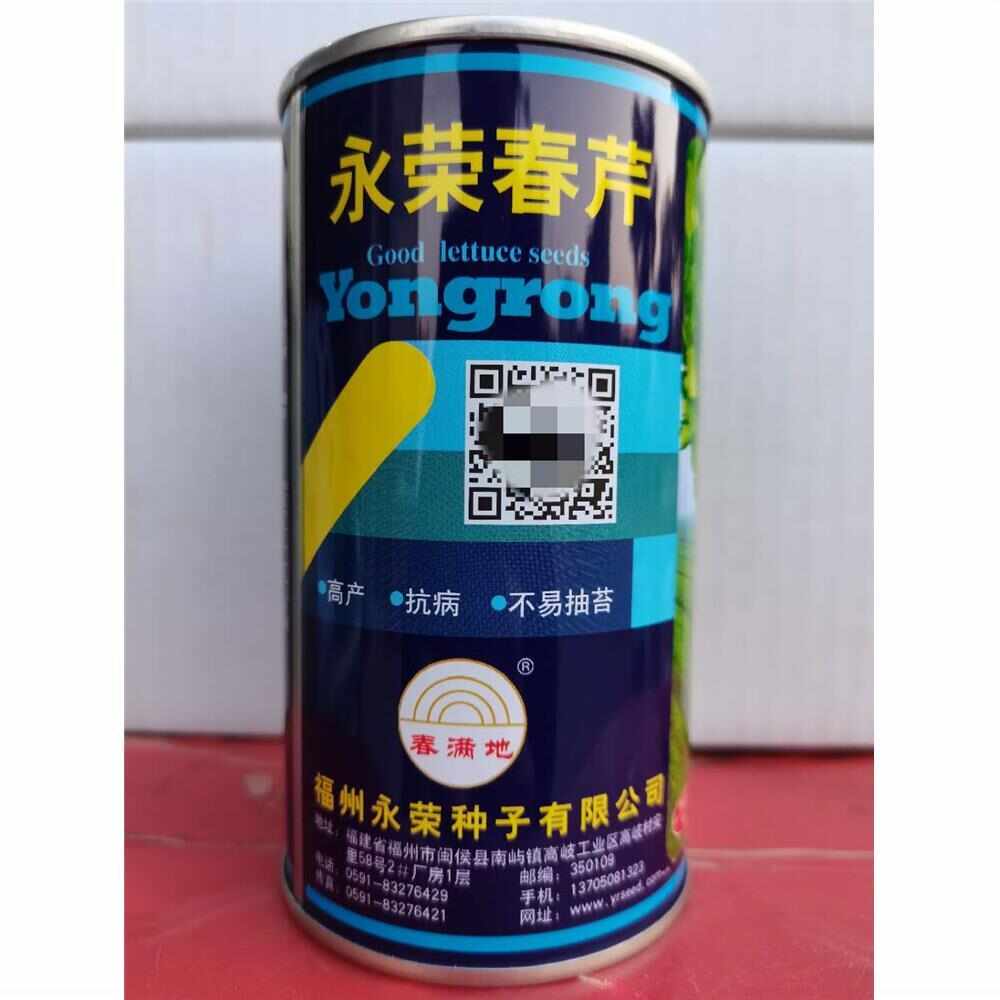 永荣春芹
Good lettuce seeds
Yongrong
•高产 •抗病 •不易抽苔
®
春满地
福州永荣种子有限公司
地址：福建省福州市闽侯县南屿镇高岐工业区高岐村安
里58号2#厂房1层 邮编：350109
电话：0591-83276429 手机：13705081323
传真：0591-83276421 网址：www.yrseed.com